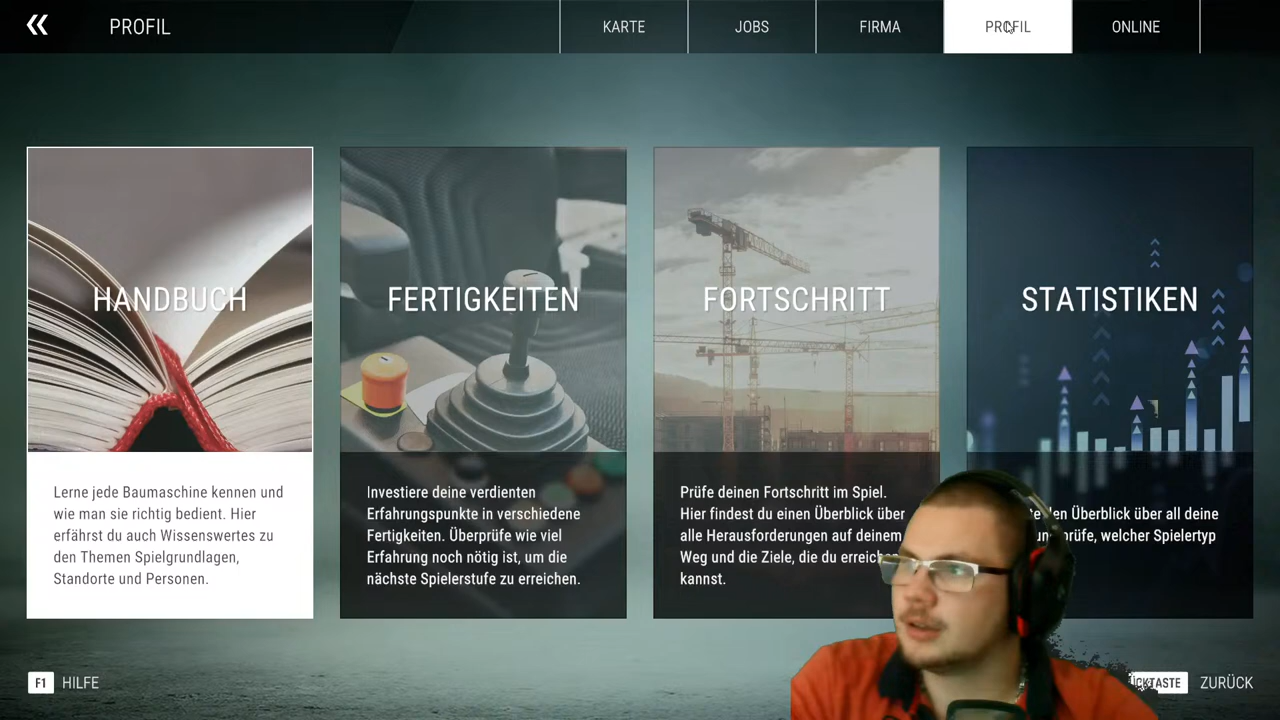 PROFIL
KARTE
JOBS
FIRMA
PROFIL
ONLINE
HANDBUCH
Lerne jede Baumaschine kennen und
wie man sie richtig bedient. Hier
erfährst du auch Wissenswertes zu
den Themen Spielgrundlagen,
Standorte und Personen.
FERTIGKEITEN
Investiere deine verdienten
Erfahrungspunkte in verschiedene
Fertigkeiten. Überprüfe wie viel
Erfahrung noch nötig ist, um die
nächste Spielerstufe zu erreichen.
FORTSCHRITT
Prüfe deinen Fortschritt im Spiel.
Hier findest du einen Überblick über
alle Herausforderungen auf deinem
Weg und die Ziele, die du erreichen
kannst.
STATISTIKEN
den Überblick über all deine
prüfe, welcher Spielertyp
F1 HILFE
ZURÜCK